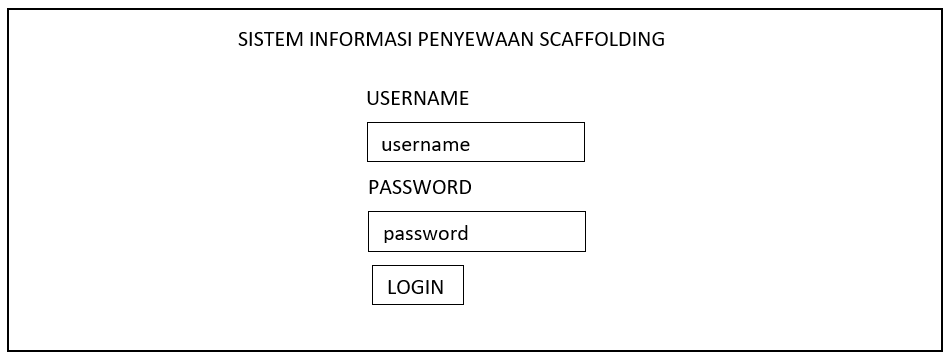 SISTEM INFORMASI PENYEWAAN SCAFFOLDING
USERNAME
username
PASSWORD
password
LOGIN